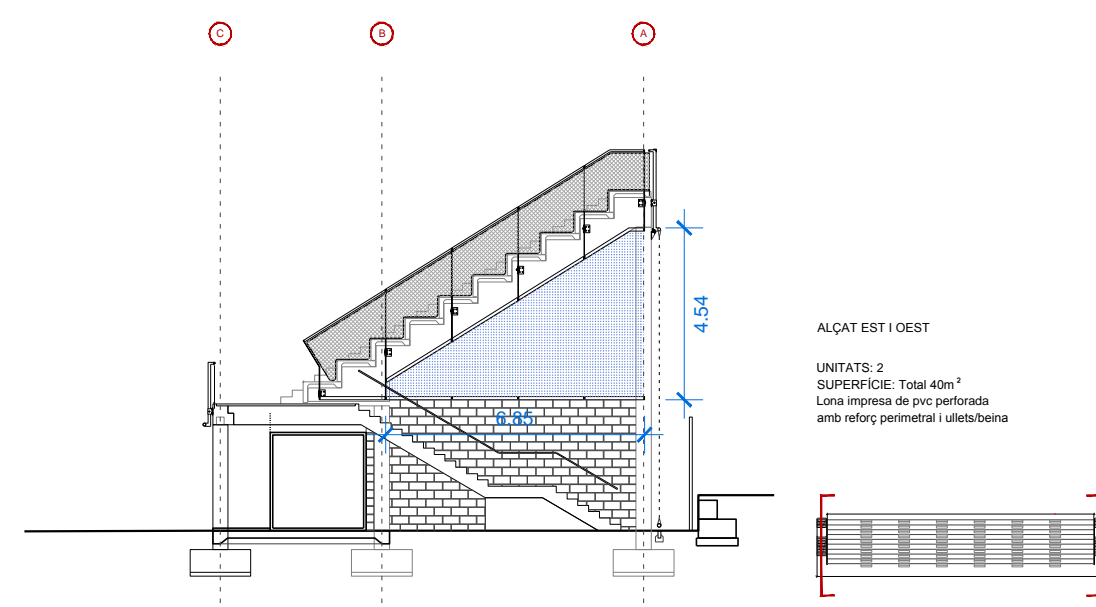 C
B
A
4.54
6.85
ALÇAT EST I OEST
UNITATS: 2
SUPERFÍCIE: Total 40m²
Lona impresa de pvc perforada
amb reforç perimetral i ullets/beina